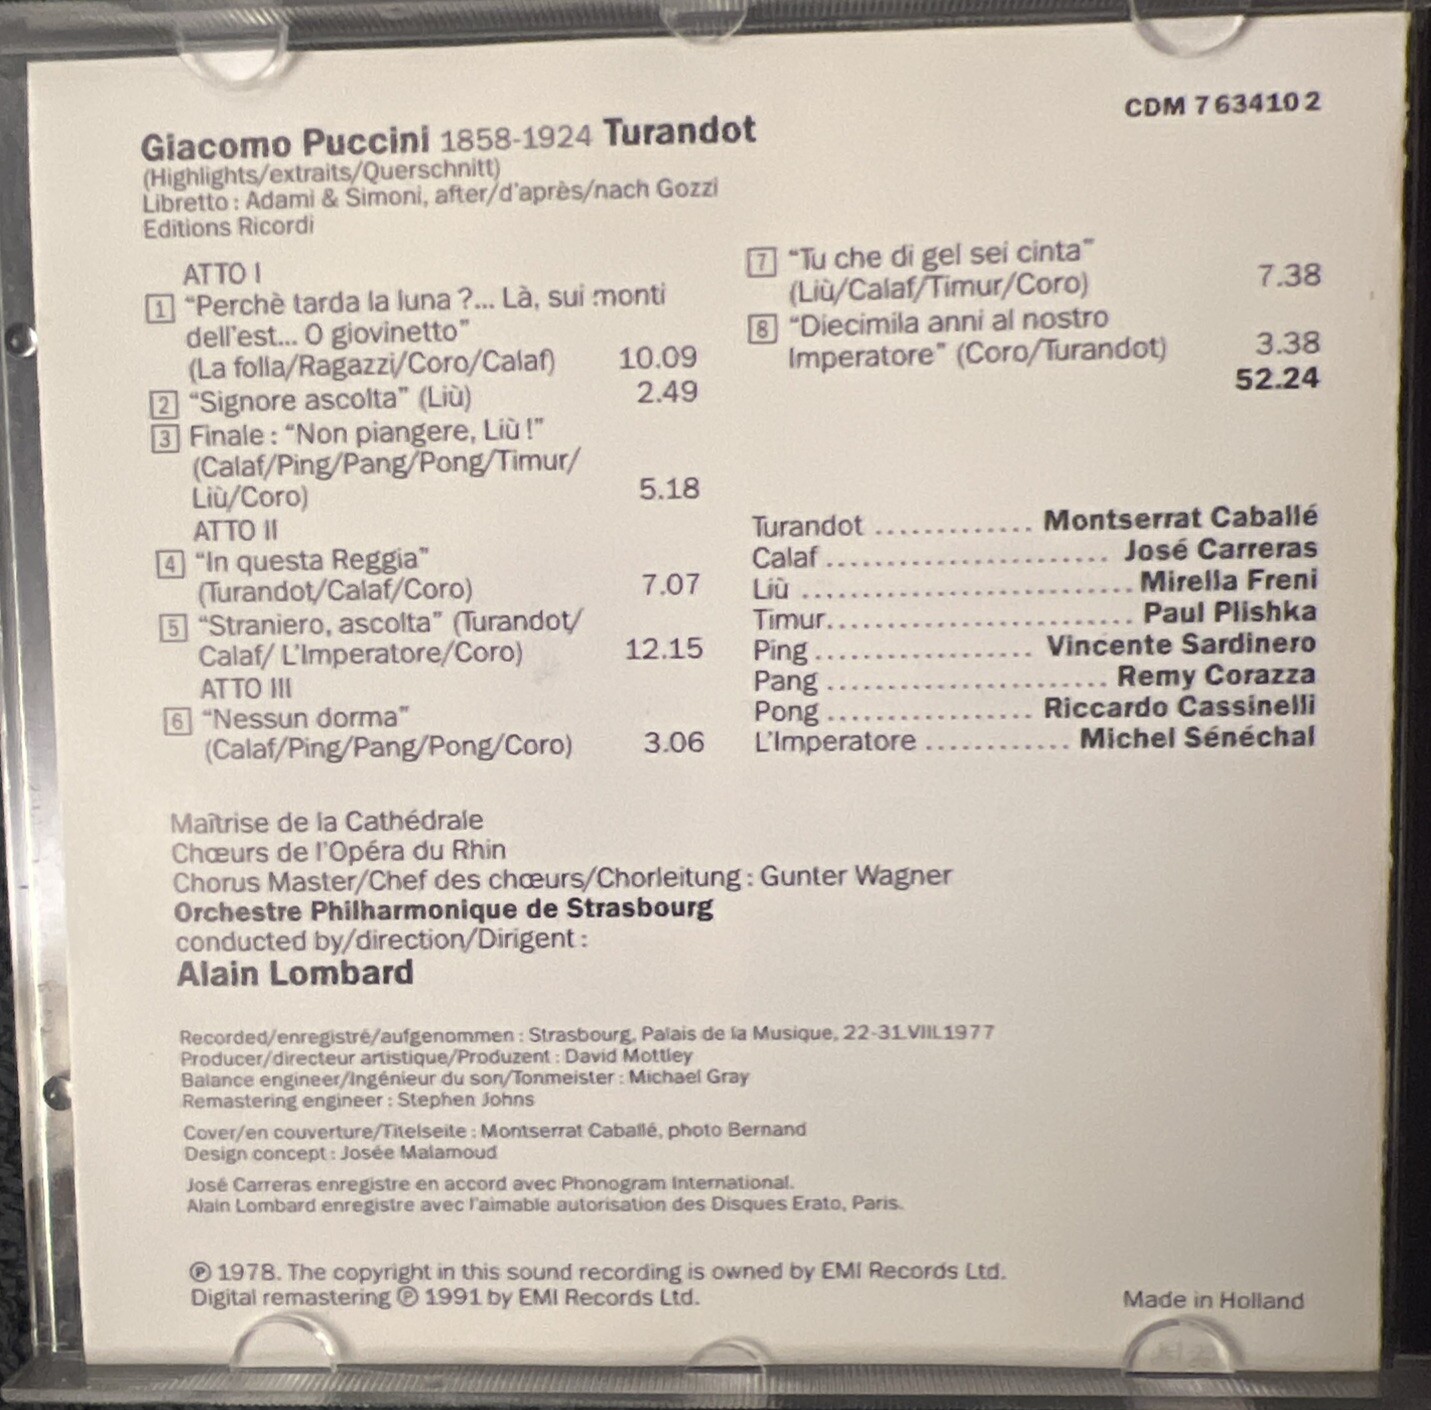 CDM 7 63410 2
Giacomo Puccini 1858-1924 Turandot
(Highlights/extraits/Querschnitt)
Libretto : Adami & Simoni, after/d'après/nach Gozzi
Editions Ricordi
ATTO I
1 “Perchè tarda la luna ?... Là, sui monti
dell'est... O giovinetto”
(La folla/Ragazzi/Coro/Calaf) 10.09
2 “Signore ascolta” (Liù) 2.49
3 Finale : “Non piangere, Liù !”
(Calaf/Ping/Pang/Pong/Timur/
Liù/Coro) 5.18
ATTO II
4 “In questa Reggia”
(Turandot/Calaf/Coro) 7.07
5 “Straniero, ascolta” (Turandot/
Calaf/ L'Imperatore/Coro) 12.15
ATTO III
6 “Nessun dorma”
(Calaf/Ping/Pang/Pong/Coro) 3.06
7 “Tu che di gel sei cinta”
(Liù/Calaf/Timur/Coro) 7.38
8 “Diecimila anni al nostro
Imperatore” (Coro/Turandot) 3.38
52.24
Turandot ............. Montserrat Caballé
Calaf ...................... José Carreras
Liù ........................... Mirella Freni
Timur......................... Paul Plishka
Ping .................. Vincente Sardinero
Pang ...................... Remy Corazza
Pong ................. Riccardo Cassinelli
L'Imperatore ............ Michel Sénéchal
Maîtrise de la Cathédrale
Chœurs de l'Opéra du Rhin
Chorus Master/Chef des chœurs/Chorleitung : Gunter Wagner
Orchestre Philharmonique de Strasbourg
conducted by/direction/Dirigent :
Alain Lombard
Recorded/enregistré/aufgenommen : Strasbourg, Palais de la Musique, 22-31.VIII.1977
Producer/directeur artistique/Produzent : David Mottley
Balance engineer/Ingénieur du son/Tonmeister : Michael Gray
Remastering engineer : Stephen Johns
Cover/en couverture/Titelseite : Montserrat Caballé, photo Bernand
Design concept : Josée Malamoud
José Carreras enregistre en accord avec Phonogram International.
Alain Lombard enregistre avec l'aimable autorisation des Disques Erato, Paris.
℗ 1978. The copyright in this sound recording is owned by EMI Records Ltd.
Digital remastering ℗ 1991 by EMI Records Ltd.
Made in Holland